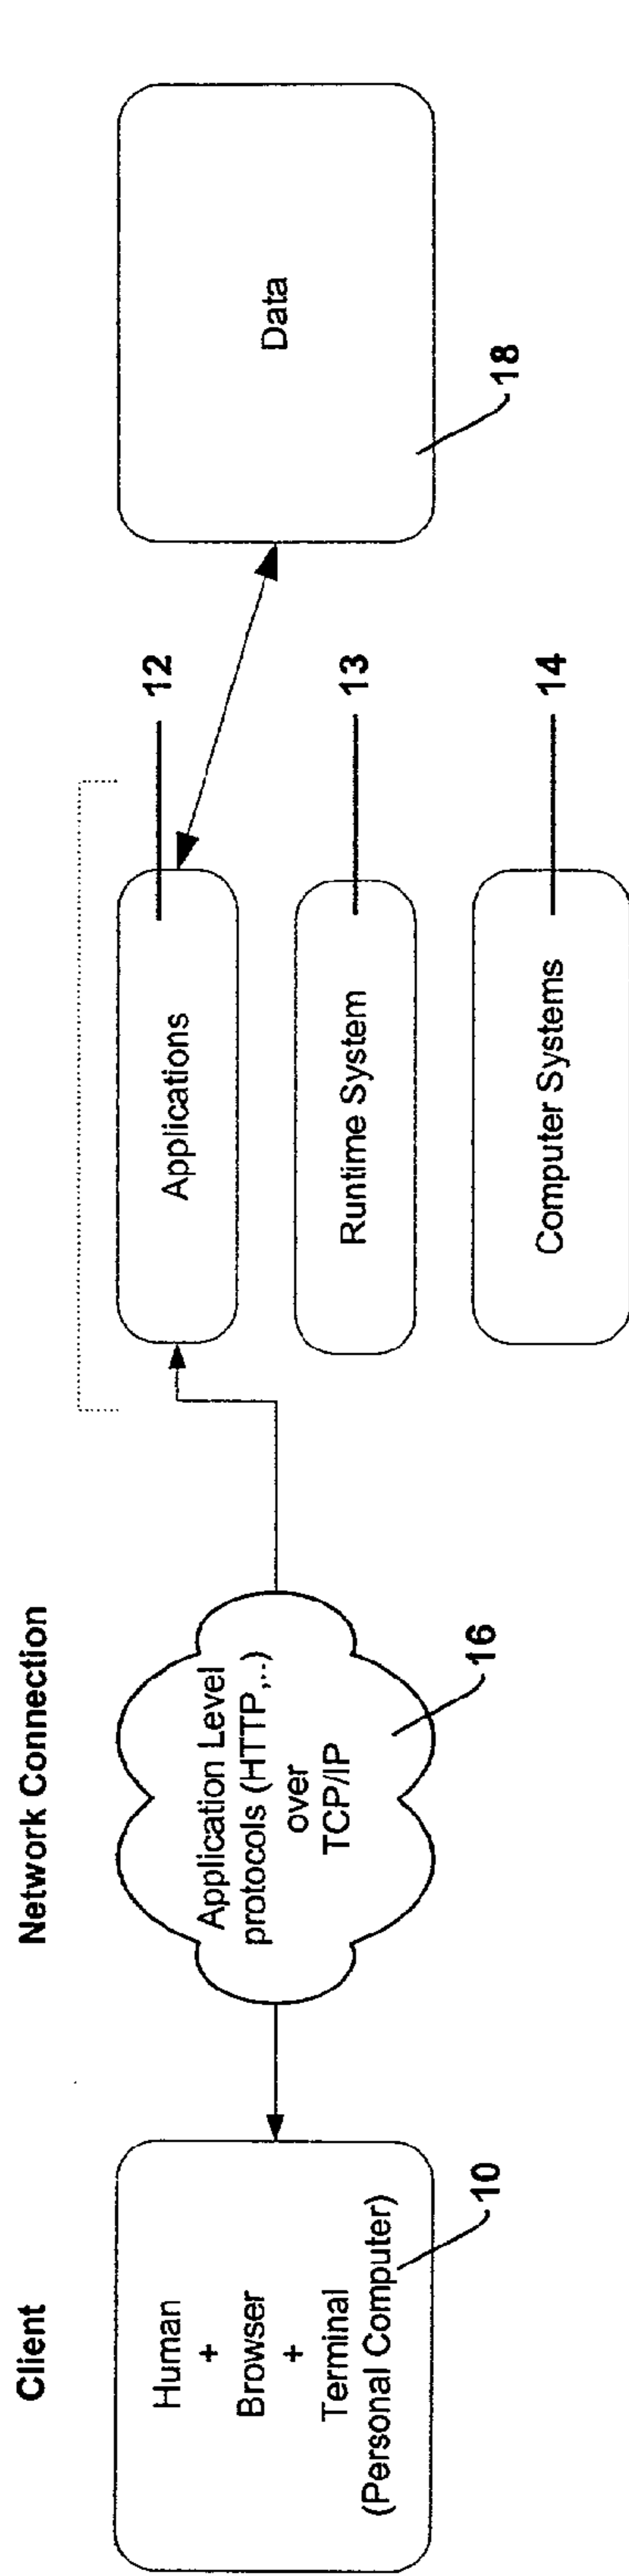 Client
Network Connection
Human
+
Browser
+
Terminal
(Personal Computer)
10
Application Level
protocols (HTTP,..)
over
TCP/IP
16
Applications
12
Runtime System
13
Computer Systems
14
Data
18